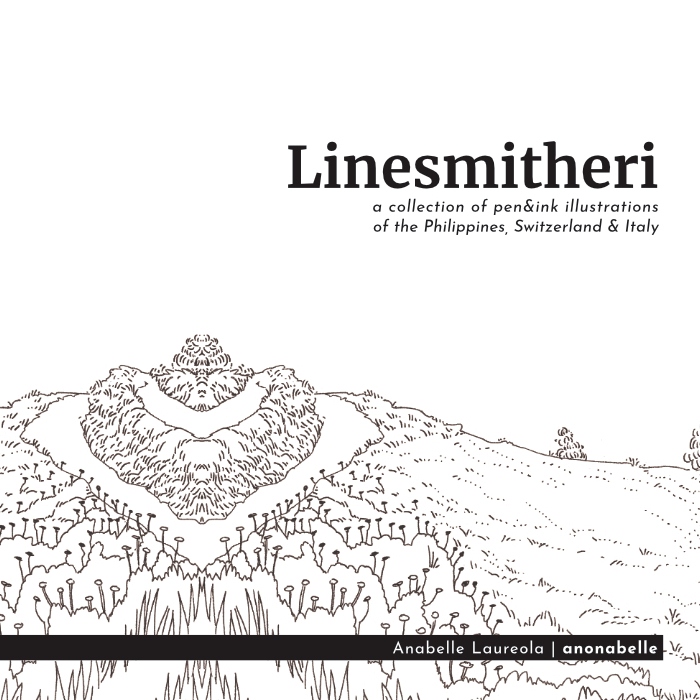 Linesmitheri
a collection of pen&ink illustrations
of the Philippines, Switzerland & Italy
Anabelle Laureola | anonabelle